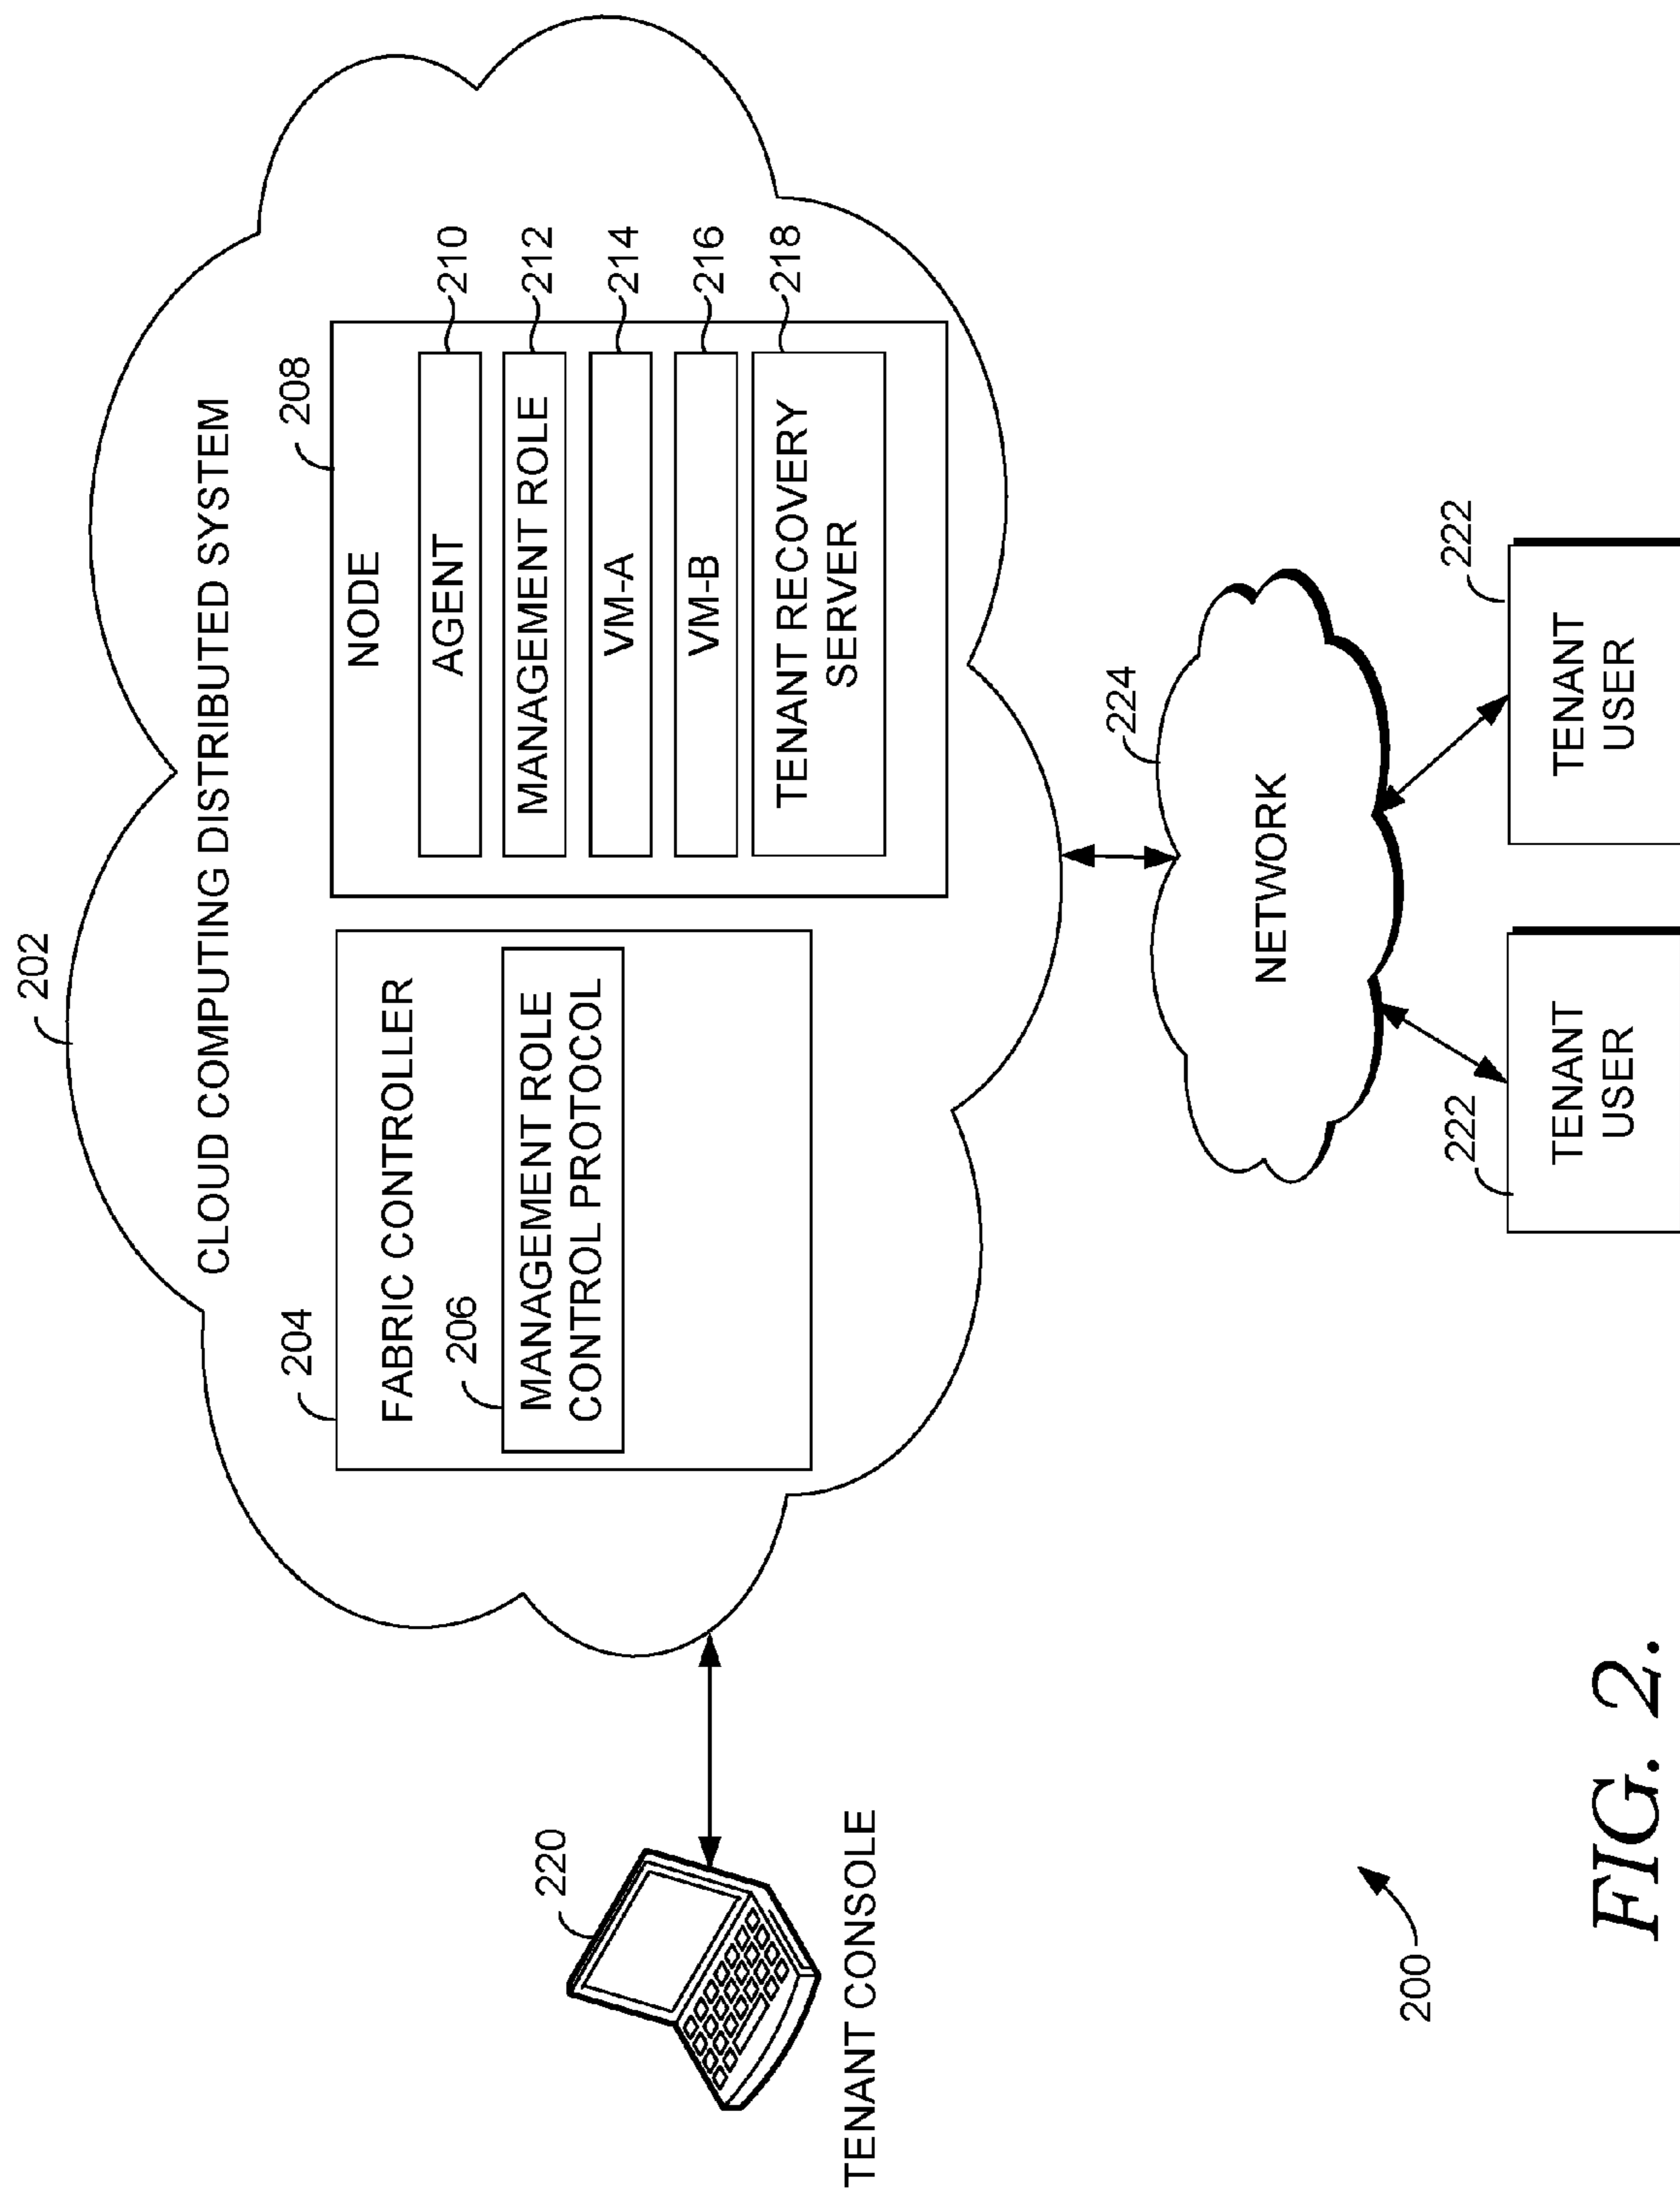 202
CLOUD COMPUTING DISTRIBUTED SYSTEM
204
FABRIC CONTROLLER
206
MANAGEMENT ROLE
CONTROL PROTOCOL
208
NODE
AGENT
210
MANAGEMENT ROLE
212
VM-A
214
VM-B
216
TENANT RECOVERY
SERVER
218
220
TENANT CONSOLE
224
NETWORK
222
TENANT
USER
222
TENANT
USER
200
FIG. 2.